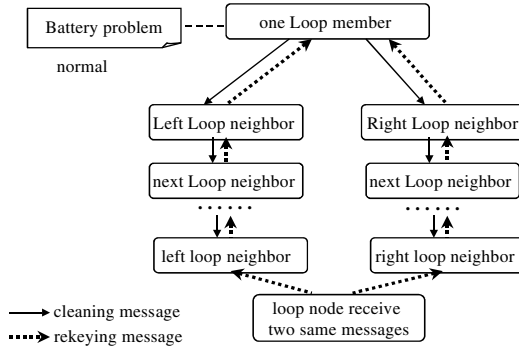 Battery problem
one Loop member
normal
Left Loop neighbor
Right Loop neighbor
next Loop neighbor
next Loop neighbor
......
......
left loop neighbor
right loop neighbor
loop node receive
two same messages
cleaning message
rekeying message